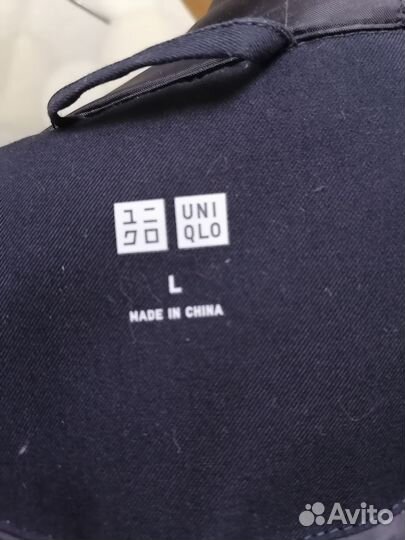 ユニ UNI
クロ QLO
L
MADE IN CHINA
Avito